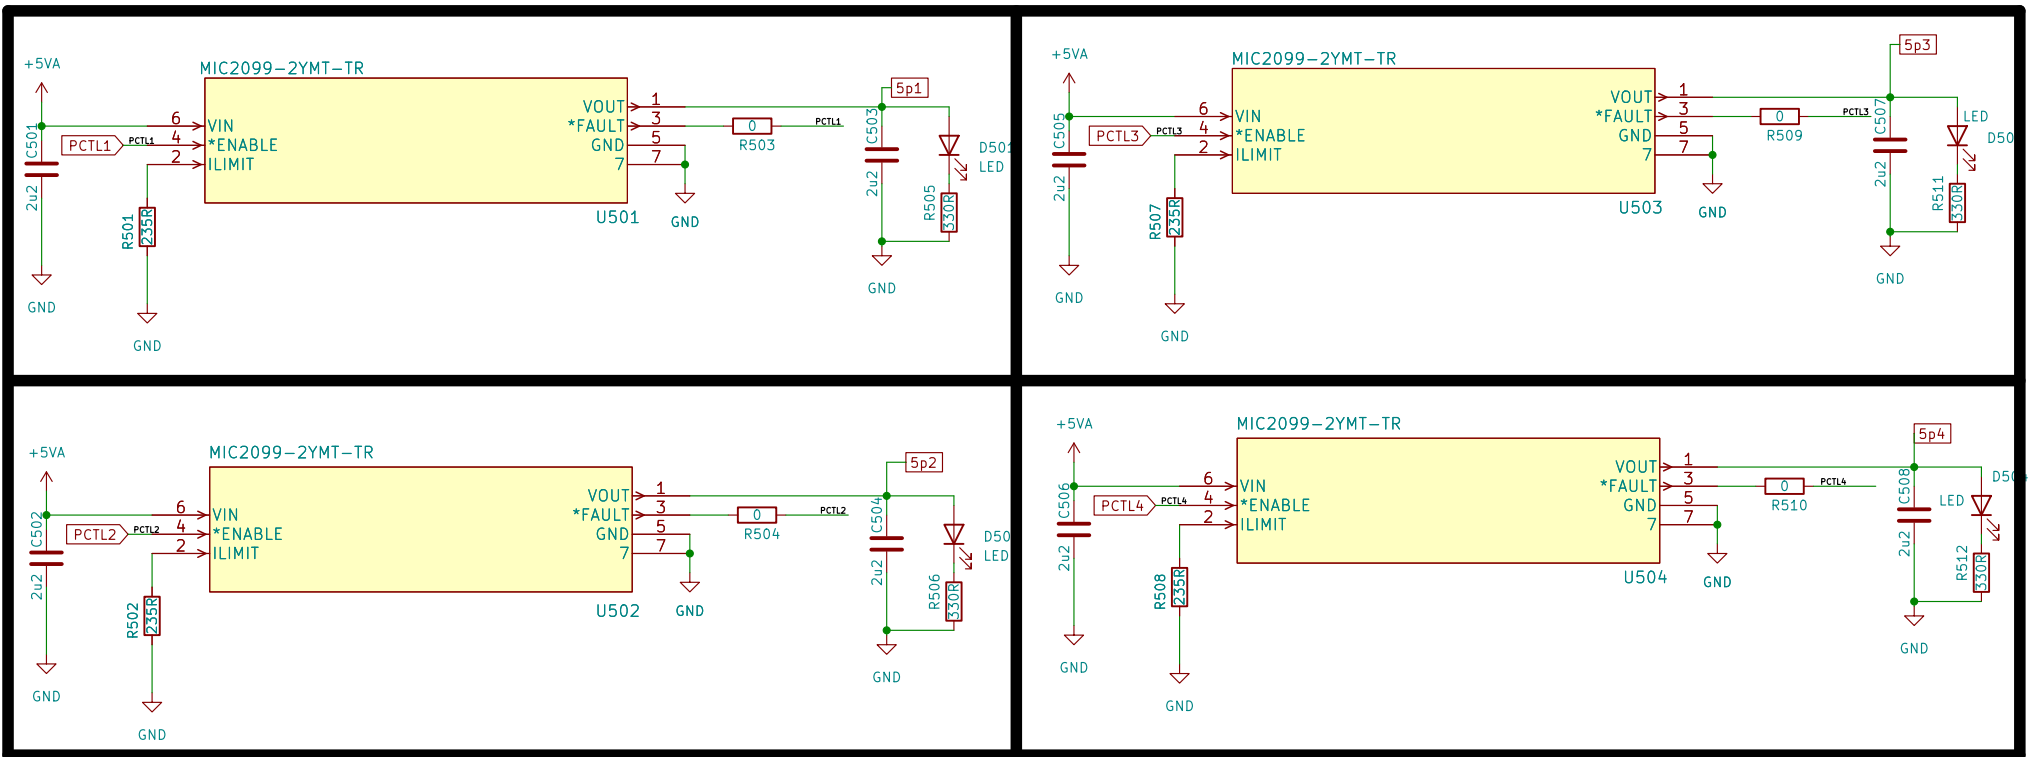 +5VA
MIC2099-2YMT-TR
C501
2u2
GND
PCTL1
PCTL1
6 VIN
4 *ENABLE
2 ILIMIT
VOUT 1
*FAULT 3
GND 5
7 7
U501
R501
235R
GND
GND
0
R503
PCTL1
5p1
C503
2u2
GND
LED
R505
330R
+5VA
MIC2099-2YMT-TR
C505
2u2
GND
PCTL3
PCTL3
6 VIN
4 *ENABLE
2 ILIMIT
VOUT 1
*FAULT 3
GND 5
7 7
U503
R507
235R
GND
GND
0
R509
PCTL3
5p3
C507
2u2
GND
LED
R511
330R
+5VA
MIC2099-2YMT-TR
C502
2u2
GND
PCTL2
PCTL2
6 VIN
4 *ENABLE
2 ILIMIT
VOUT 1
*FAULT 3
GND 5
7 7
U502
R502
235R
GND
GND
0
R504
PCTL2
5p2
C504
2u2
GND
LED
R506
330R
+5VA
MIC2099-2YMT-TR
C506
2u2
GND
PCTL4
PCTL4
6 VIN
4 *ENABLE
2 ILIMIT
VOUT 1
*FAULT 3
GND 5
7 7
U504
R508
235R
GND
GND
0
R510
PCTL4
5p4
C508
2u2
GND
LED
R512
330R